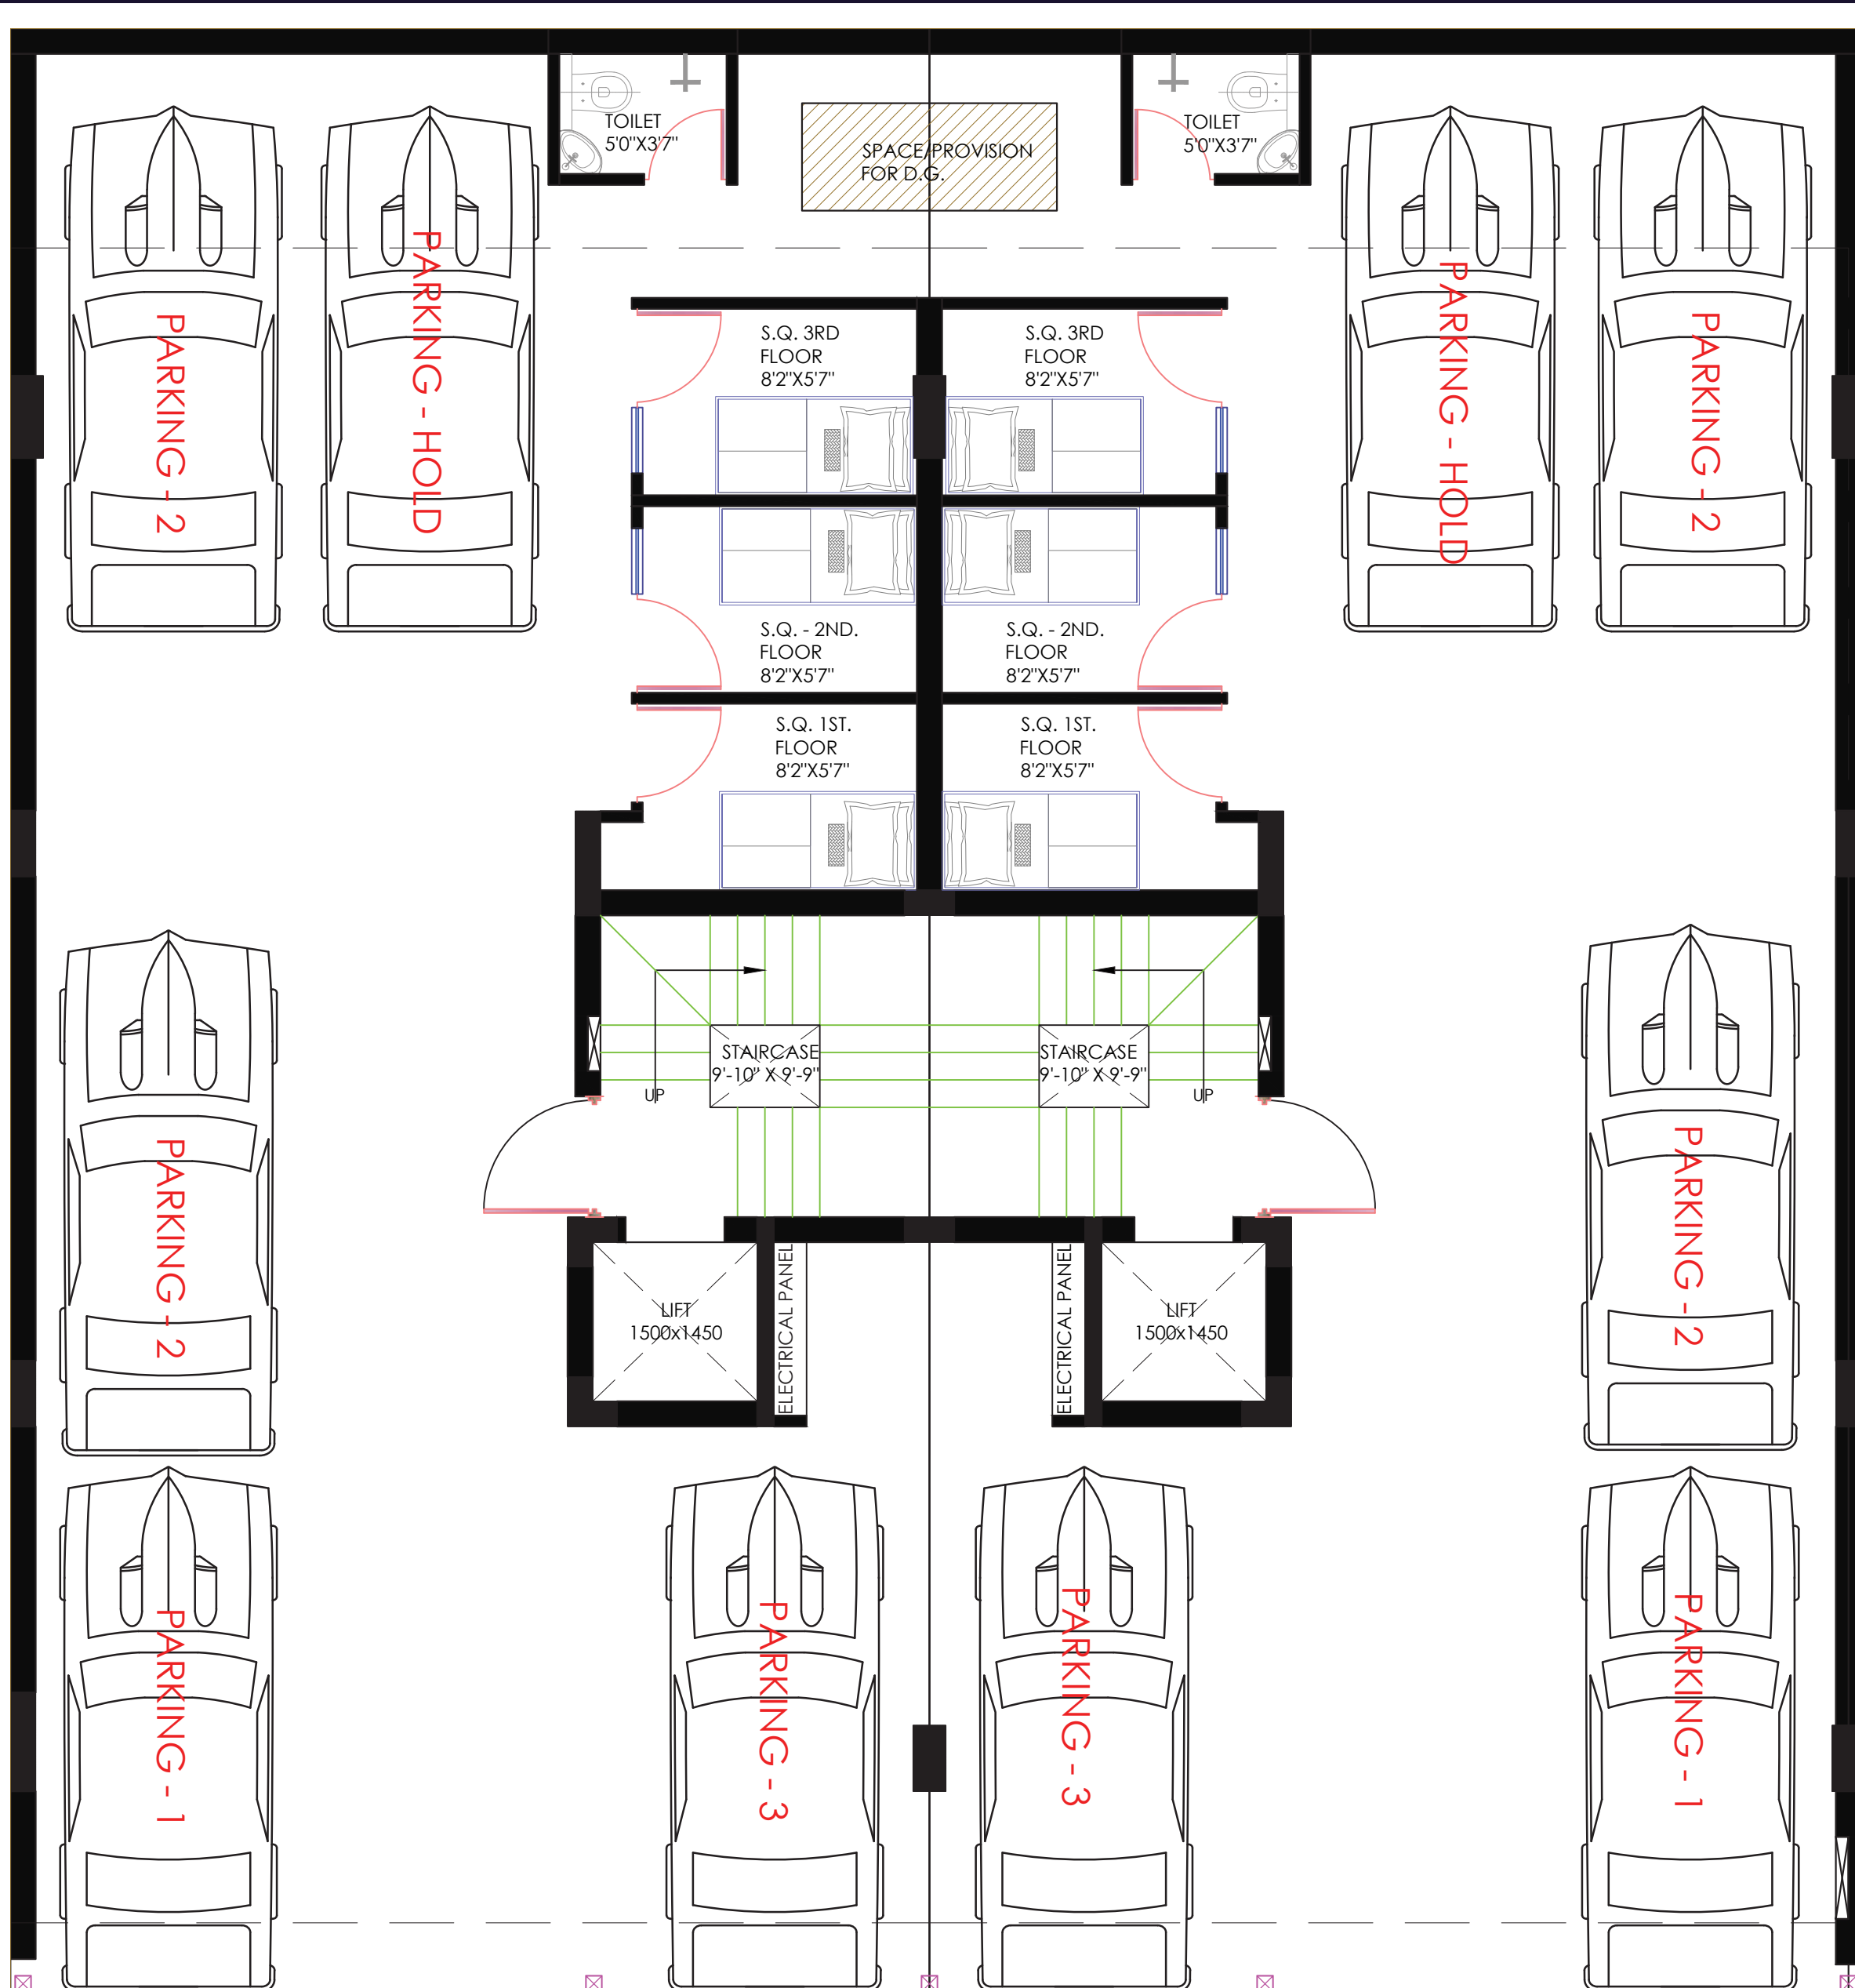 TOILET
5'0"X3'7"
SPACE/PROVISION
FOR D.G.
TOILET
5'0"X3'7"
PARKING - 2
PARKING - HOLD
S.Q. 3RD
FLOOR
8'2"X5'7"
S.Q. 3RD
FLOOR
8'2"X5'7"
PARKING - HOLD
PARKING - 2
S.Q. - 2ND.
FLOOR
8'2"X5'7"
S.Q. - 2ND.
FLOOR
8'2"X5'7"
S.Q. 1ST.
FLOOR
8'2"X5'7"
S.Q. 1ST.
FLOOR
8'2"X5'7"
STAIRCASE
9'-10" X 9'-9"
UP
STAIRCASE
9'-10" X 9'-9"
UP
PARKING - 2
LIFT
1500x1450
ELECTRICAL PANEL
ELECTRICAL PANEL
LIFT
1500x1450
PARKING - 2
PARKING - 1
PARKING - 3
PARKING - 3
PARKING - 1